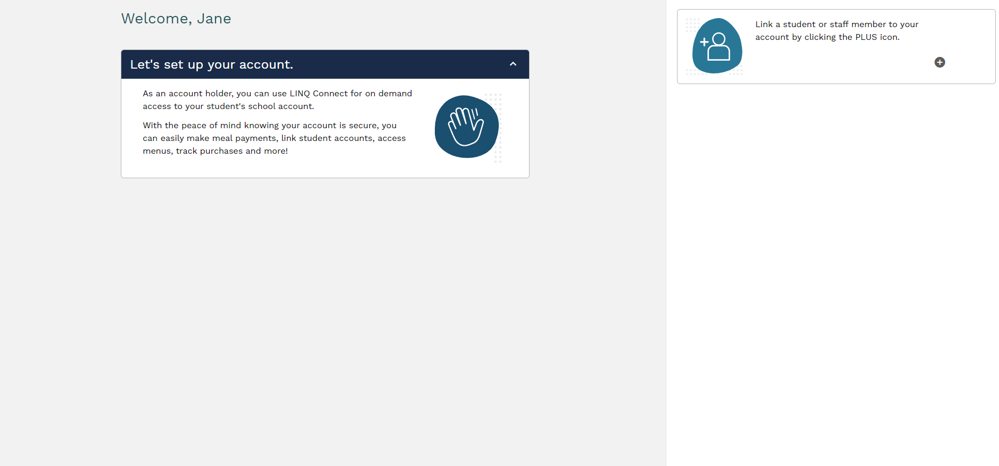 Welcome, Jane
Let's set up your account.
As an account holder, you can use LINQ Connect for on demand
access to your student's school account.
With the peace of mind knowing your account is secure, you
can easily make meal payments, link student accounts, access
menus, track purchases and more!
Link a student or staff member to your
account by clicking the PLUS icon.